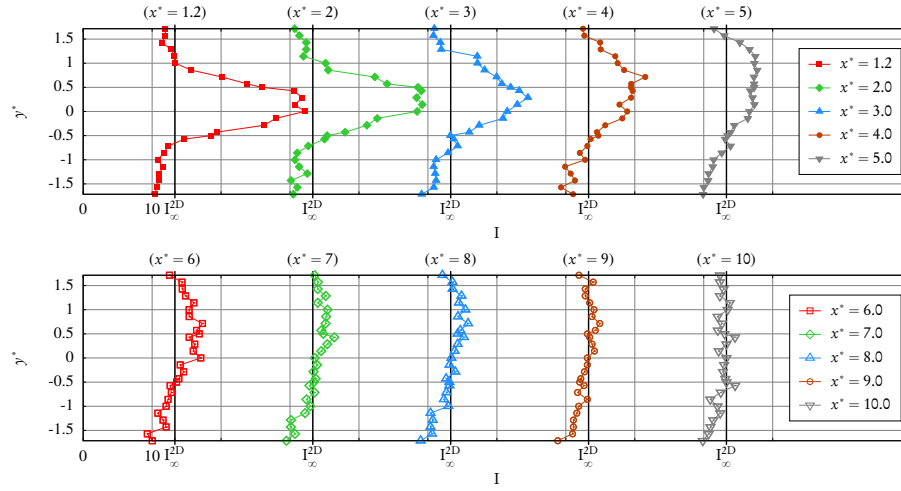 (x* = 1.2) (x* = 2) (x* = 3) (x* = 4) (x* = 5)
1.5
1
0.5
0
-0.5
-1
-1.5
y*
x* = 1.2
x* = 2.0
x* = 3.0
x* = 4.0
x* = 5.0
0 10 I∞^2D I∞^2D I∞^2D I∞^2D I∞^2D
I
(x* = 6) (x* = 7) (x* = 8) (x* = 9) (x* = 10)
1.5
1
0.5
0
-0.5
-1
-1.5
y*
x* = 6.0
x* = 7.0
x* = 8.0
x* = 9.0
x* = 10.0
0 10 I∞^2D I∞^2D I∞^2D I∞^2D I∞^2D
I